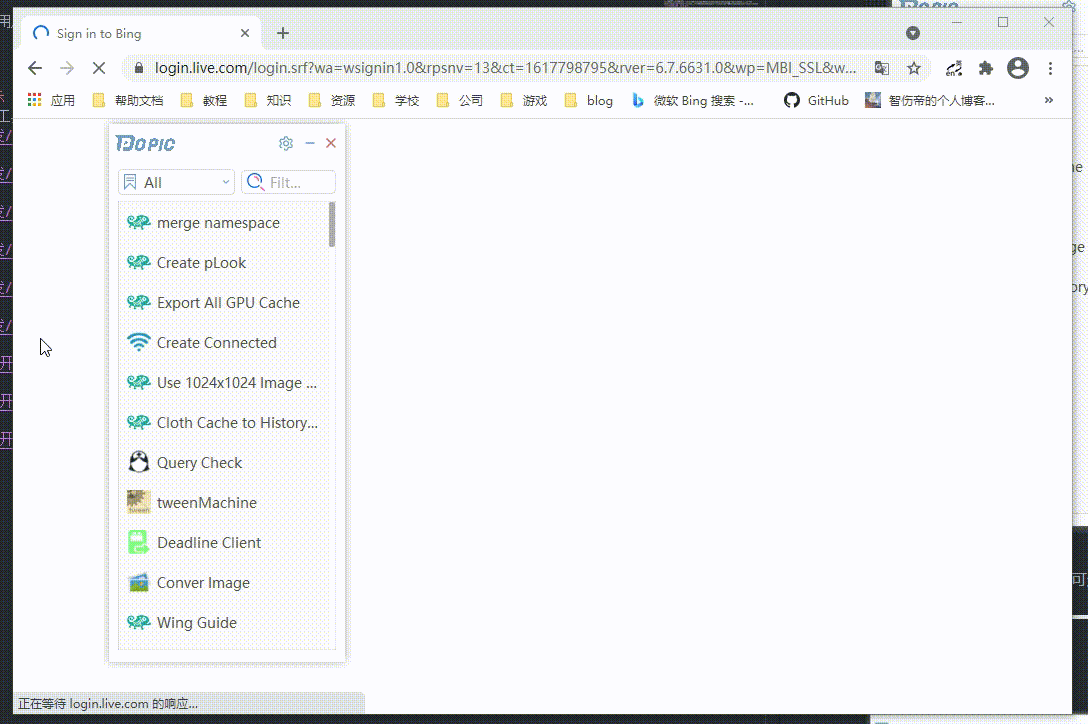 Sign in to Bing
login.live.com/login.srf?wa=wsignin1.0&rpsnv=13&ct=1617798795&rver=6.7.6631.0&wp=MBI_SSL&w...
应用 帮助文档 教程 知识 资源 学校 公司 游戏 blog 微软 Bing 搜索 -... GitHub 智伤帝的个人博客... »
DOPIC
All Filt...
merge namespace
Create pLook
Export All GPU Cache
Create Connected
Use 1024x1024 Image ...
Cloth Cache to History...
Query Check
tweenMachine
Deadline Client
Conver Image
Wing Guide
正在等待 login.live.com 的响应...